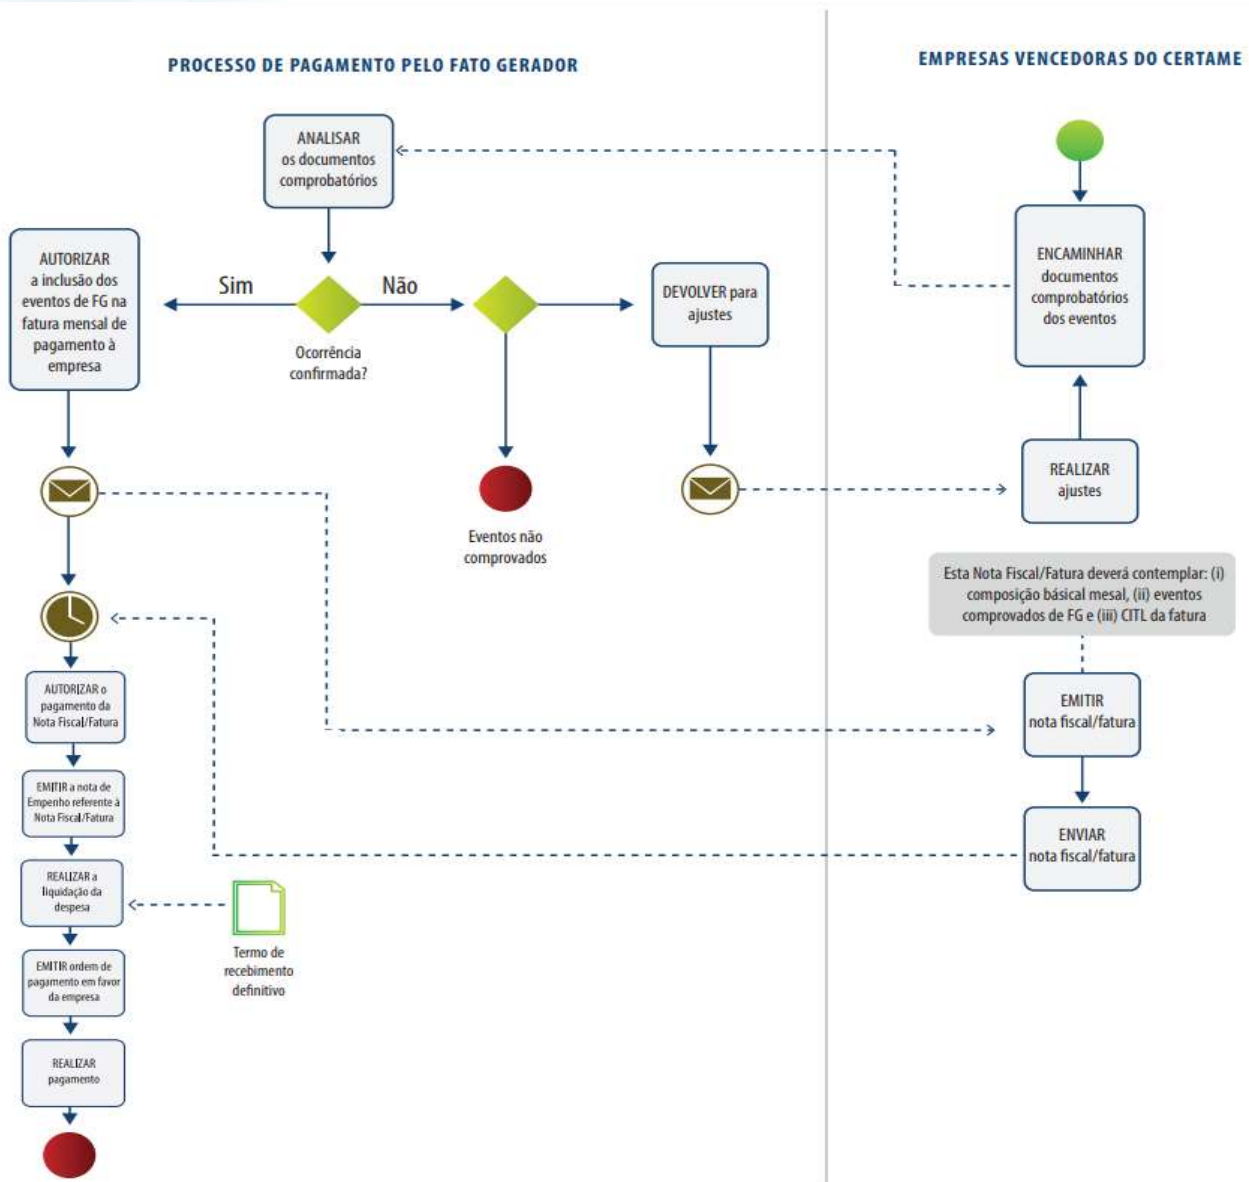 PROCESSO DE PAGAMENTO PELO FATO GERADOR
EMPRESAS VENCEDORAS DO CERTAME
ANALISAR
os documentos
comprobatórios
AUTORIZAR
a inclusão dos
eventos de FG na
fatura mensal de
pagamento à
empresa
Sim
Não
Ocorrência
confirmada?
DEVOLVER para
ajustes
ENCAMINHAR
documentos
comprobatórios
dos eventos
Eventos não
comprovados
REALIZAR
ajustes
Esta Nota Fiscal/Fatura deverá contemplar: (i)
composição básical mesal, (ii) eventos
comprovados de FG e (iii) CITL da fatura
AUTORIZAR o
pagamento da
Nota Fiscal/Fatura
EMITIR
nota fiscal/fatura
EMITIR a nota de
Empenho referente à
Nota Fiscal/Fatura
ENVIAR
nota fiscal/fatura
REALIZAR a
liquidação da
despesa
Termo de
recebimento
definitivo
EMITIR ordem de
pagamento em favor
da empresa
REALIZAR
pagamento